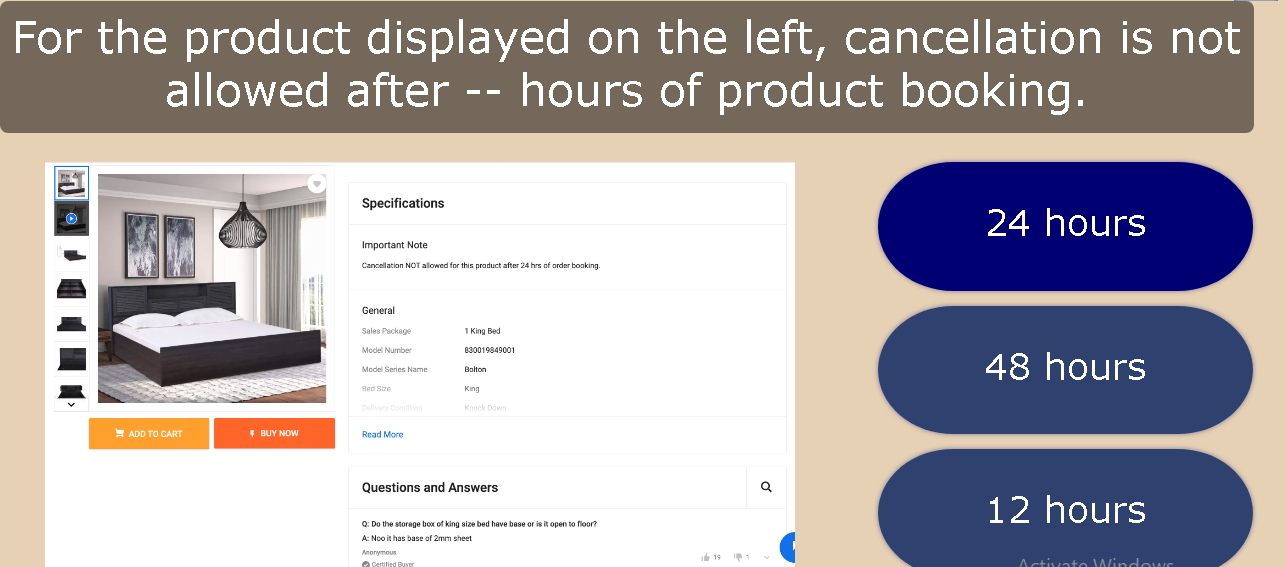 For the product displayed on the left, cancellation is not
allowed after -- hours of product booking.
Specifications
Important Note
Cancellation NOT allowed for this product after 24 hrs of order booking.
General
Sales Package 1 King Bed
Model Number 830019849001
Model Series Name Bolton
Bed Size King
Delivery Condition Knock Down
Read More
ADD TO CART
BUY NOW
Questions and Answers
Q: Do the storage box of king size bed have base or is it open to floor?
A: Noo it has base of 2mm sheet
Anonymous
Certified Buyer
19 1
24 hours
48 hours
12 hours
Activate Windows